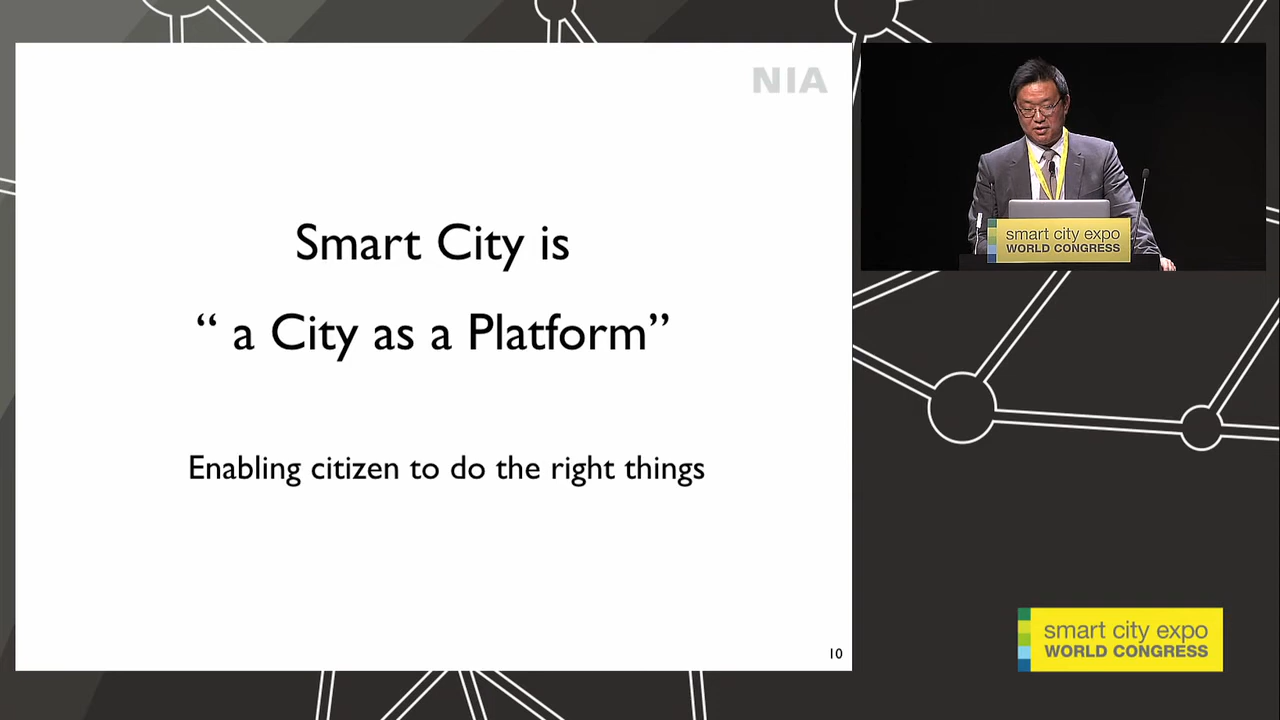 NIA
Smart City is
“ a City as a Platform”
Enabling citizen to do the right things
10
smart city expo
WORLD CONGRESS
smart city expo
WORLD CONGRESS